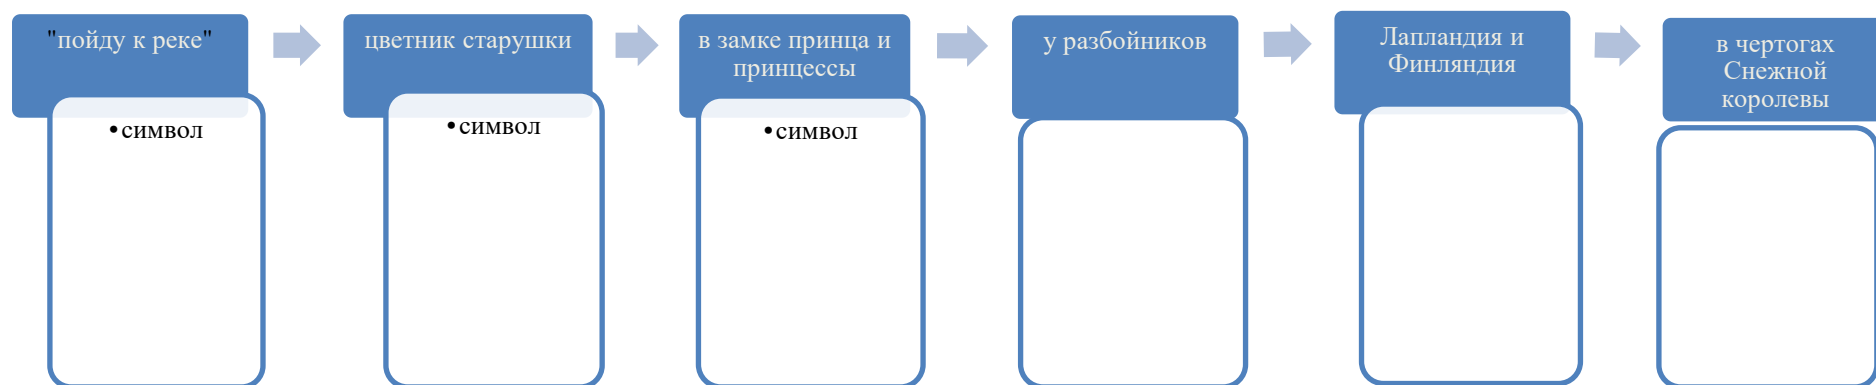 "пойду к реке"
•символ
цветник старушки
•символ
в замке принца и
принцессы
•символ
у разбойников
Лапландия и
Финляндия
в чертогах
Снежной
королевы